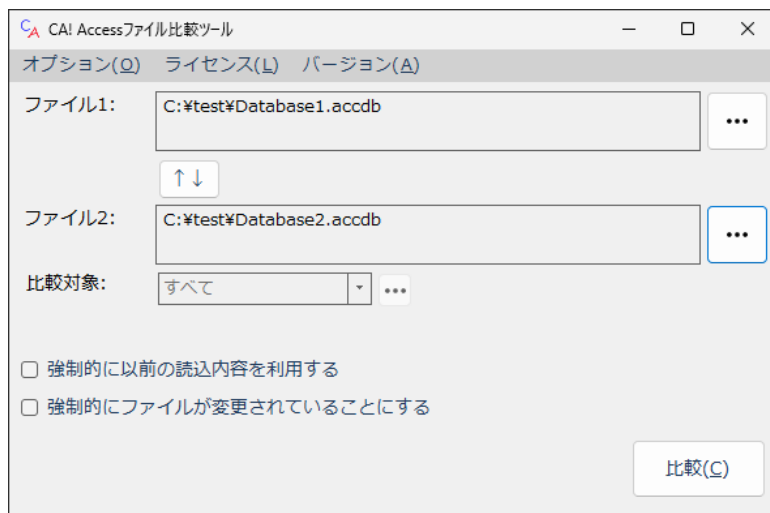 CA CA! Accessファイル比較ツール
オプション(O) ライセンス(L) バージョン(A)
ファイル1: C:¥test¥Database1.accdb ...
↑↓
ファイル2: C:¥test¥Database2.accdb ...
比較対象: すべて ...
強制的に以前の読込内容を利用する
強制的にファイルが変更されていることにする
比較(C)